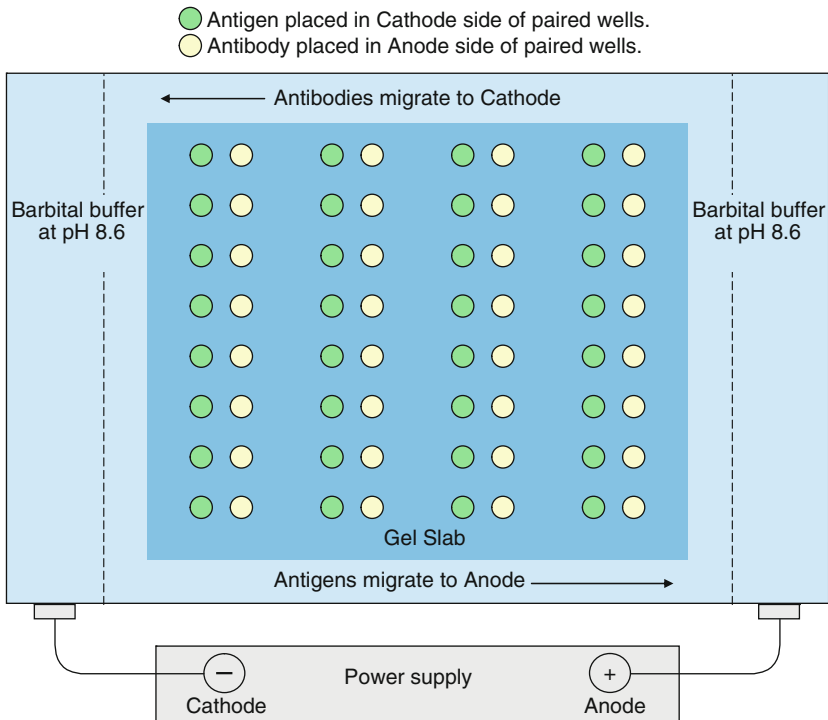 Antigen placed in Cathode side of paired wells.
Antibody placed in Anode side of paired wells.
Antibodies migrate to Cathode
Barbital buffer
at pH 8.6
Barbital buffer
at pH 8.6
Gel Slab
Antigens migrate to Anode
− Power supply +
Cathode Anode